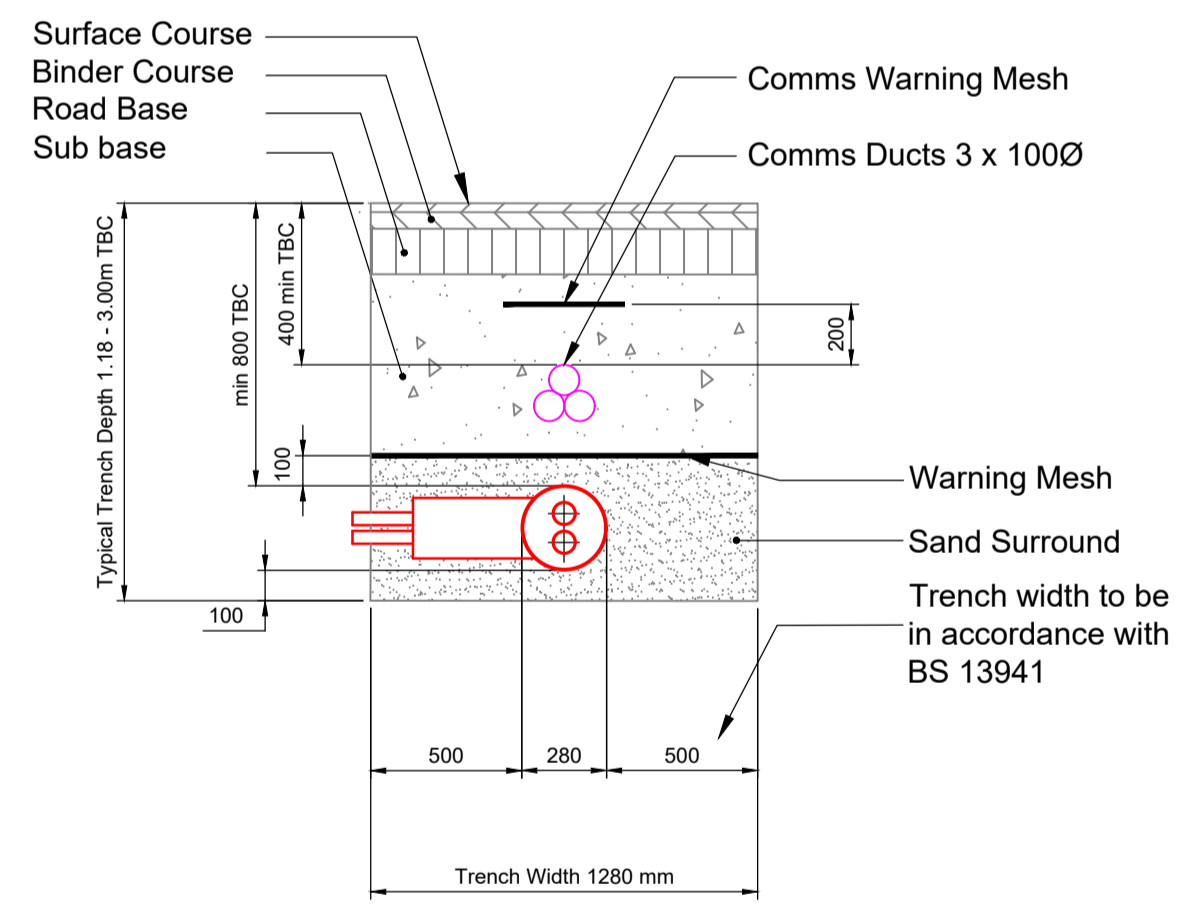 Surface Course
Binder Course
Road Base
Sub base
Comms Warning Mesh
Comms Ducts 3 x 100Ø
Typical Trench Depth 1.18 - 3.00m TBC
min 800 TBC
400 min TBC
200
100
100
Warning Mesh
Sand Surround
Trench width to be
in accordance with
BS 13941
500
280
500
Trench Width 1280 mm